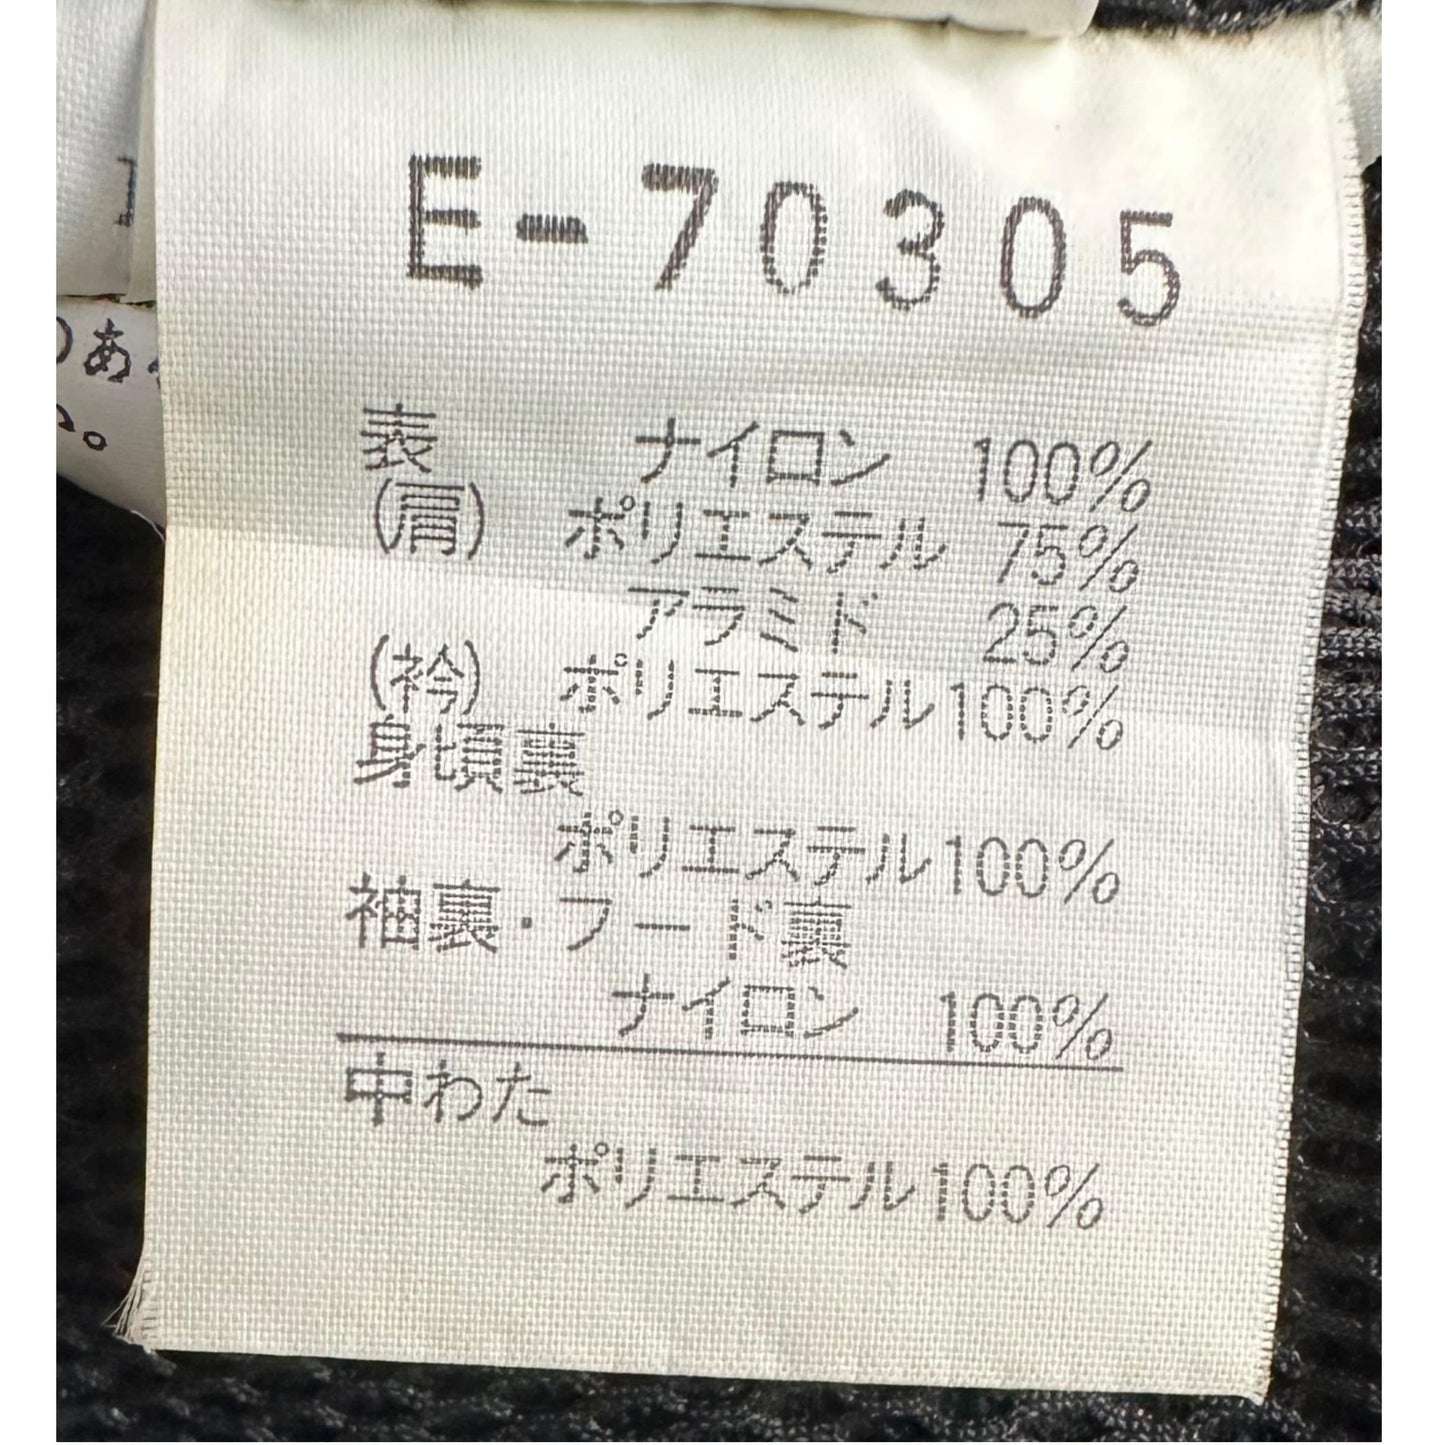 E-70305
表 ナイロン 100%
(肩) ポリエステル 75%
アラミド 25%
(衿) ポリエステル100%
身頃裏
ポリエステル100%
袖裏・フード裏
ナイロン 100%
中わた
ポリエステル100%